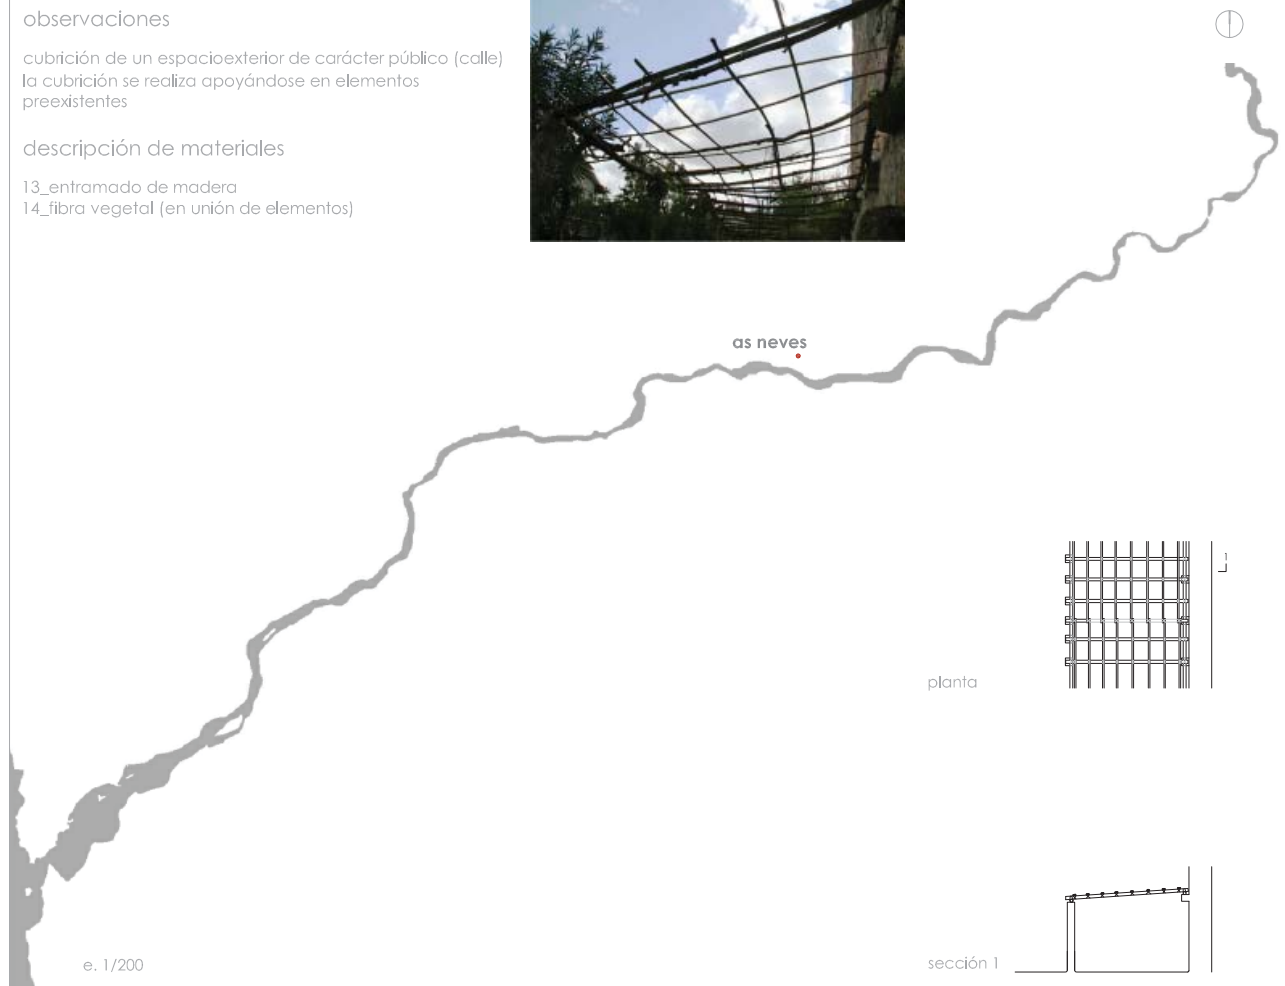 observaciones
cubrición de un espacioexterior de carácter público (calle)
la cubrición se realiza apoyándose en elementos
preexistentes
descripción de materiales
13_entramado de madera
14_fibra vegetal (en unión de elementos)
as neves
planta
sección 1
e. 1/200